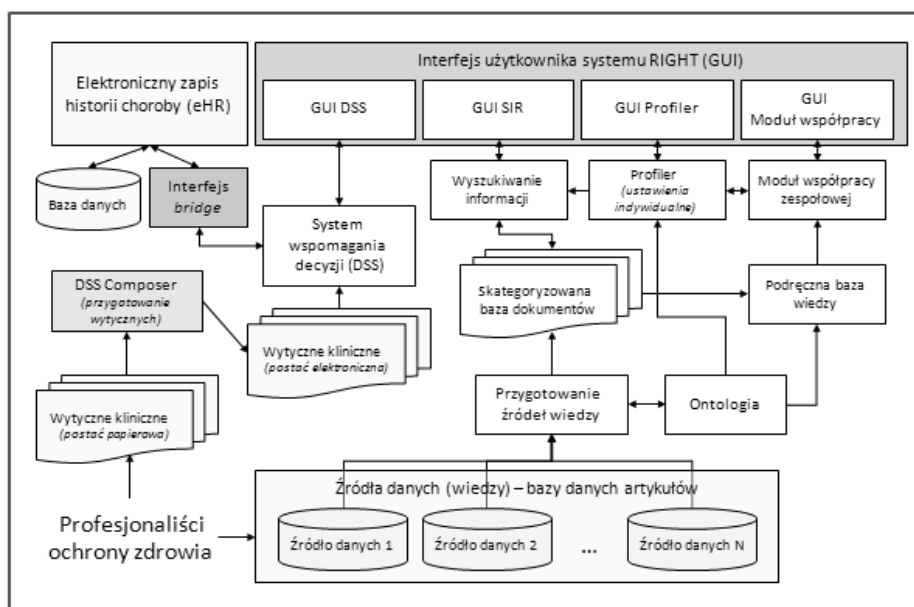 Elektroniczny zapis
historii choroby (eHR)
Interfejs użytkownika systemu RIGHT (GUI)
GUI DSS
GUI SIR
GUI Profiler
GUI
Moduł współpracy
Baza danych
Interfejs
bridge
System
wspomagania
decyzji (DSS)
Wyszukiwanie
informacji
Profiler
(ustawienia
indywidualne)
Moduł współpracy
zespołowej
DSS Composer
(przygotowanie
wytycznych)
Skategoryzowana
baza dokumentów
Podręczna baza
wiedzy
Wytyczne kliniczne
(postać elektroniczna)
Wytyczne kliniczne
(postać papierowa)
Przygotowanie
źródeł wiedzy
Ontologia
Profesjonaliści
ochrony zdrowia
Źródła danych (wiedzy) – bazy danych artykułów
Źródło danych 1
Źródło danych 2
...
Źródło danych N